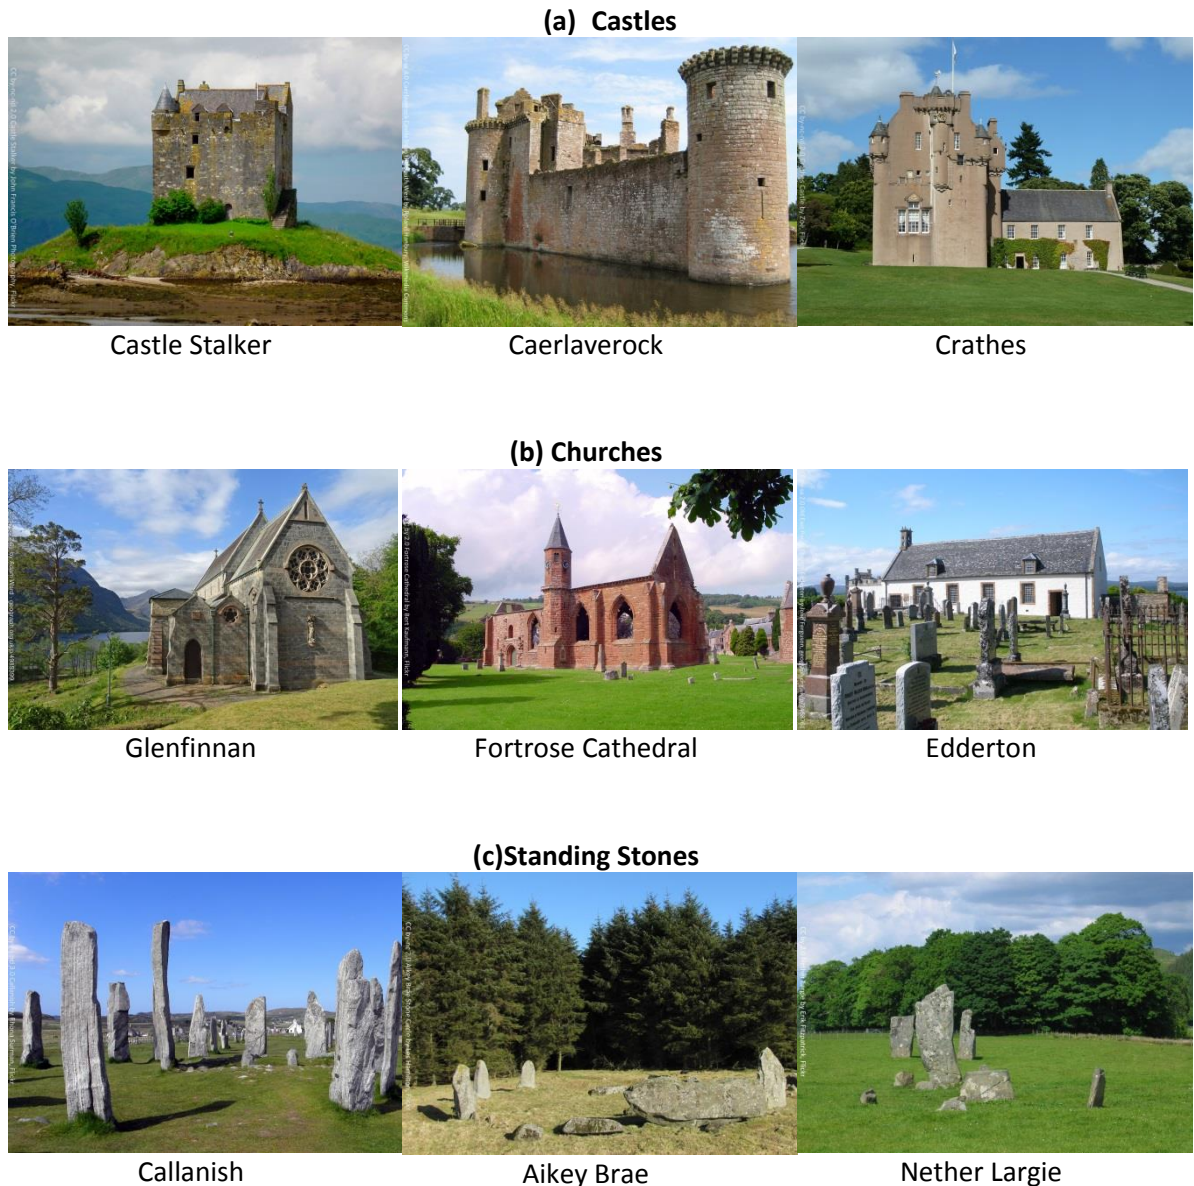 (a) Castles
Castle Stalker
Caerlaverock
Crathes
(b) Churches
Glenfinnan
Fortrose Cathedral
Edderton
(c)Standing Stones
Callanish
Aikey Brae
Nether Largie